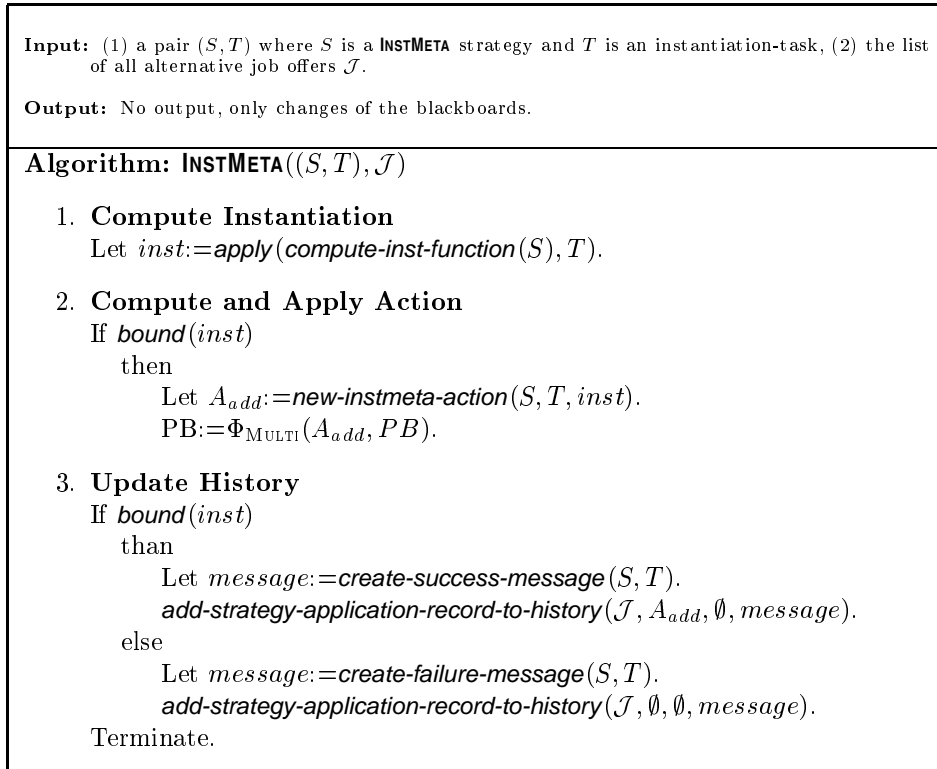 Input: (1) a pair (S, T) where S is a INSTMETA strategy and T is an instantiation-task, (2) the list
of all alternative job offers 𝒥.
Output: No output, only changes of the blackboards.
Algorithm: INSTMETA((S, T), 𝒥)
1. Compute Instantiation
Let inst:=apply(compute-inst-function(S), T).
2. Compute and Apply Action
If bound(inst)
then
Let A_add:=new-instmeta-action(S, T, inst).
PB:=Φ_MULTI(A_add, PB).
3. Update History
If bound(inst)
than
Let message:=create-success-message(S, T).
add-strategy-application-record-to-history(𝒥, A_add, ∅, message).
else
Let message:=create-failure-message(S, T).
add-strategy-application-record-to-history(𝒥, ∅, ∅, message).
Terminate.